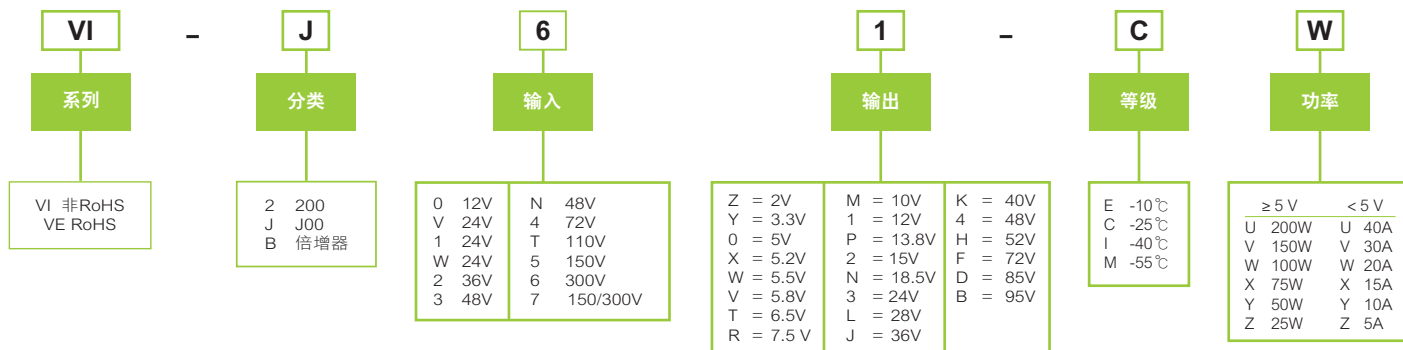 VI – J 6 1 – C W
系列 分类 输入 输出 等级 功率
VI 非RoHS
VE RoHS
2 200
J J00
B 倍增器
0 12V
V 24V
1 24V
W 24V
2 36V
3 48V
N 48V
4 72V
T 110V
5 150V
6 300V
7 150/300V
Z = 2V
Y = 3.3V
0 = 5V
X = 5.2V
W = 5.5V
V = 5.8V
T = 6.5V
R = 7.5 V
M = 10V
1 = 12V
P = 13.8V
2 = 15V
N = 18.5V
3 = 24V
L = 28V
J = 36V
K = 40V
4 = 48V
H = 52V
F = 72V
D = 85V
B = 95V
E -10℃
C -25℃
I -40℃
M -55℃
≥ 5 V < 5 V
U 200W U 40A
V 150W V 30A
W 100W W 20A
X 75W X 15A
Y 50W Y 10A
Z 25W Z 5A